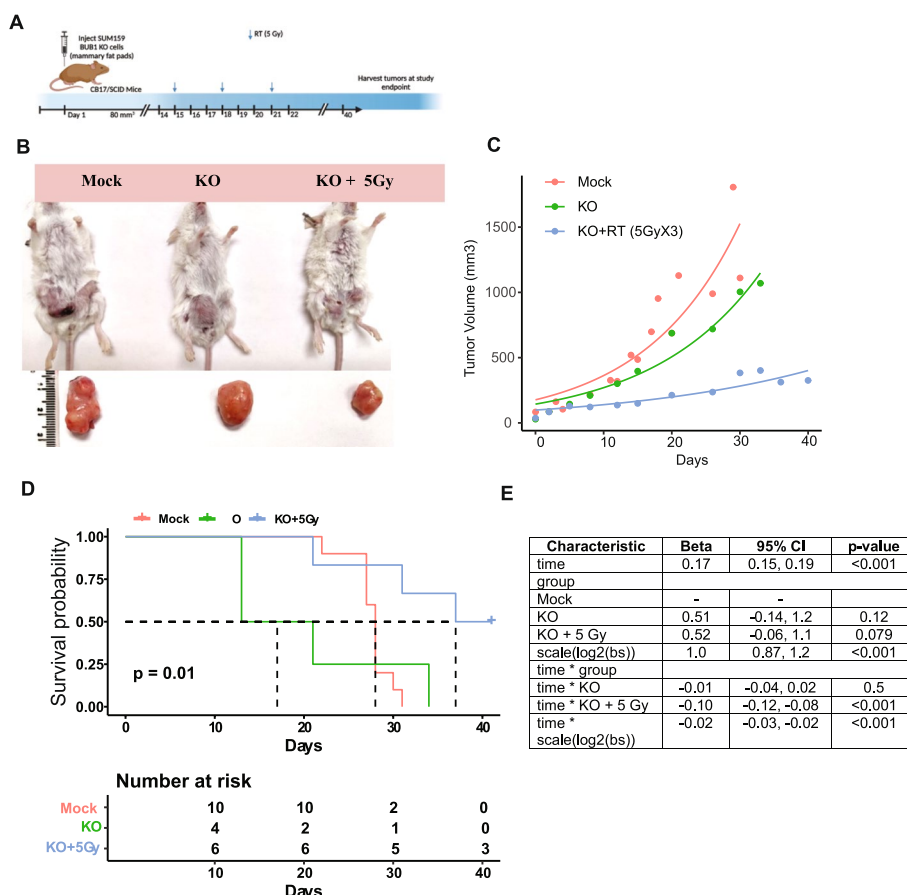 A
Inject SUM159
BUB1 KO cells
(mammary fat pads)
RT (5 Gy)
CB17/SCID Mice
Harvest tumors at study
endpoint
Day 1 80 mm³ 14 15 16 17 18 19 20 21 22 40
B
Mock KO KO + 5Gy
C
Mock
KO
KO+RT (5GyX3)
Tumor Volume (mm3)
1500
1000
500
0
0 10 20 30 40
Days
D
Mock O KO+5Gy
Survival probability
1.00
0.75
0.50
0.25
0.00
p = 0.01
0 10 20 30 40
Days
Number at risk
Mock 10 10 2 0
KO 4 2 1 0
KO+5Gy 6 6 5 3
10 20 30 40
Days
E
Characteristic Beta 95% CI p-value
time 0.17 0.15, 0.19 <0.001
group
Mock - -
KO 0.51 -0.14, 1.2 0.12
KO + 5 Gy 0.52 -0.06, 1.1 0.079
scale(log2(bs)) 1.0 0.87, 1.2 <0.001
time * group
time * KO -0.01 -0.04, 0.02 0.5
time * KO + 5 Gy -0.10 -0.12, -0.08 <0.001
time * -0.02 -0.03, -0.02 <0.001
scale(log2(bs))